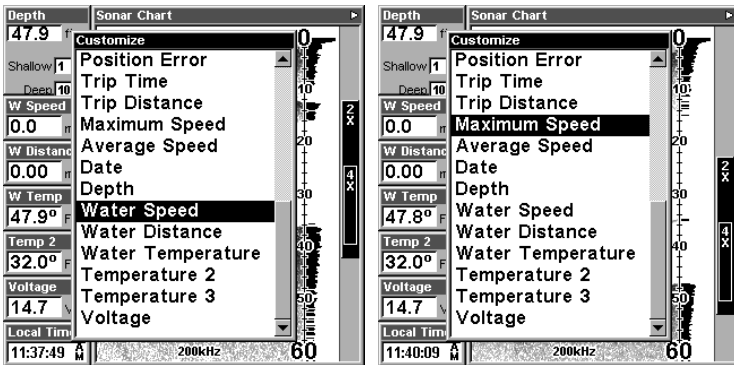 Depth
Sonar Chart
47.9 f
Customize
Position Error
Trip Time
Trip Distance
Maximum Speed
Average Speed
Date
Depth
Water Speed
Water Distance
Water Temperature
Temperature 2
Temperature 3
Voltage
Shallow 1
Deep 10
W Speed
0.0
W Distanc
0.00
W Temp
47.9º F
Temp 2
32.0º F
Voltage
14.7 V
Local Tim
11:37:49 AM
0
10
20
30
40
50
60
2X
4X
200kHz
Depth
Sonar Chart
47.9 f
Customize
Position Error
Trip Time
Trip Distance
Maximum Speed
Average Speed
Date
Depth
Water Speed
Water Distance
Water Temperature
Temperature 2
Temperature 3
Voltage
Shallow 1
Deep 10
W Speed
0.0
W Distanc
0.00
W Temp
47.8º F
Temp 2
32.0º F
Voltage
14.7
Local Tim
11:40:09 AM
0
10
20
30
40
50
60
2X
4X
200kHz